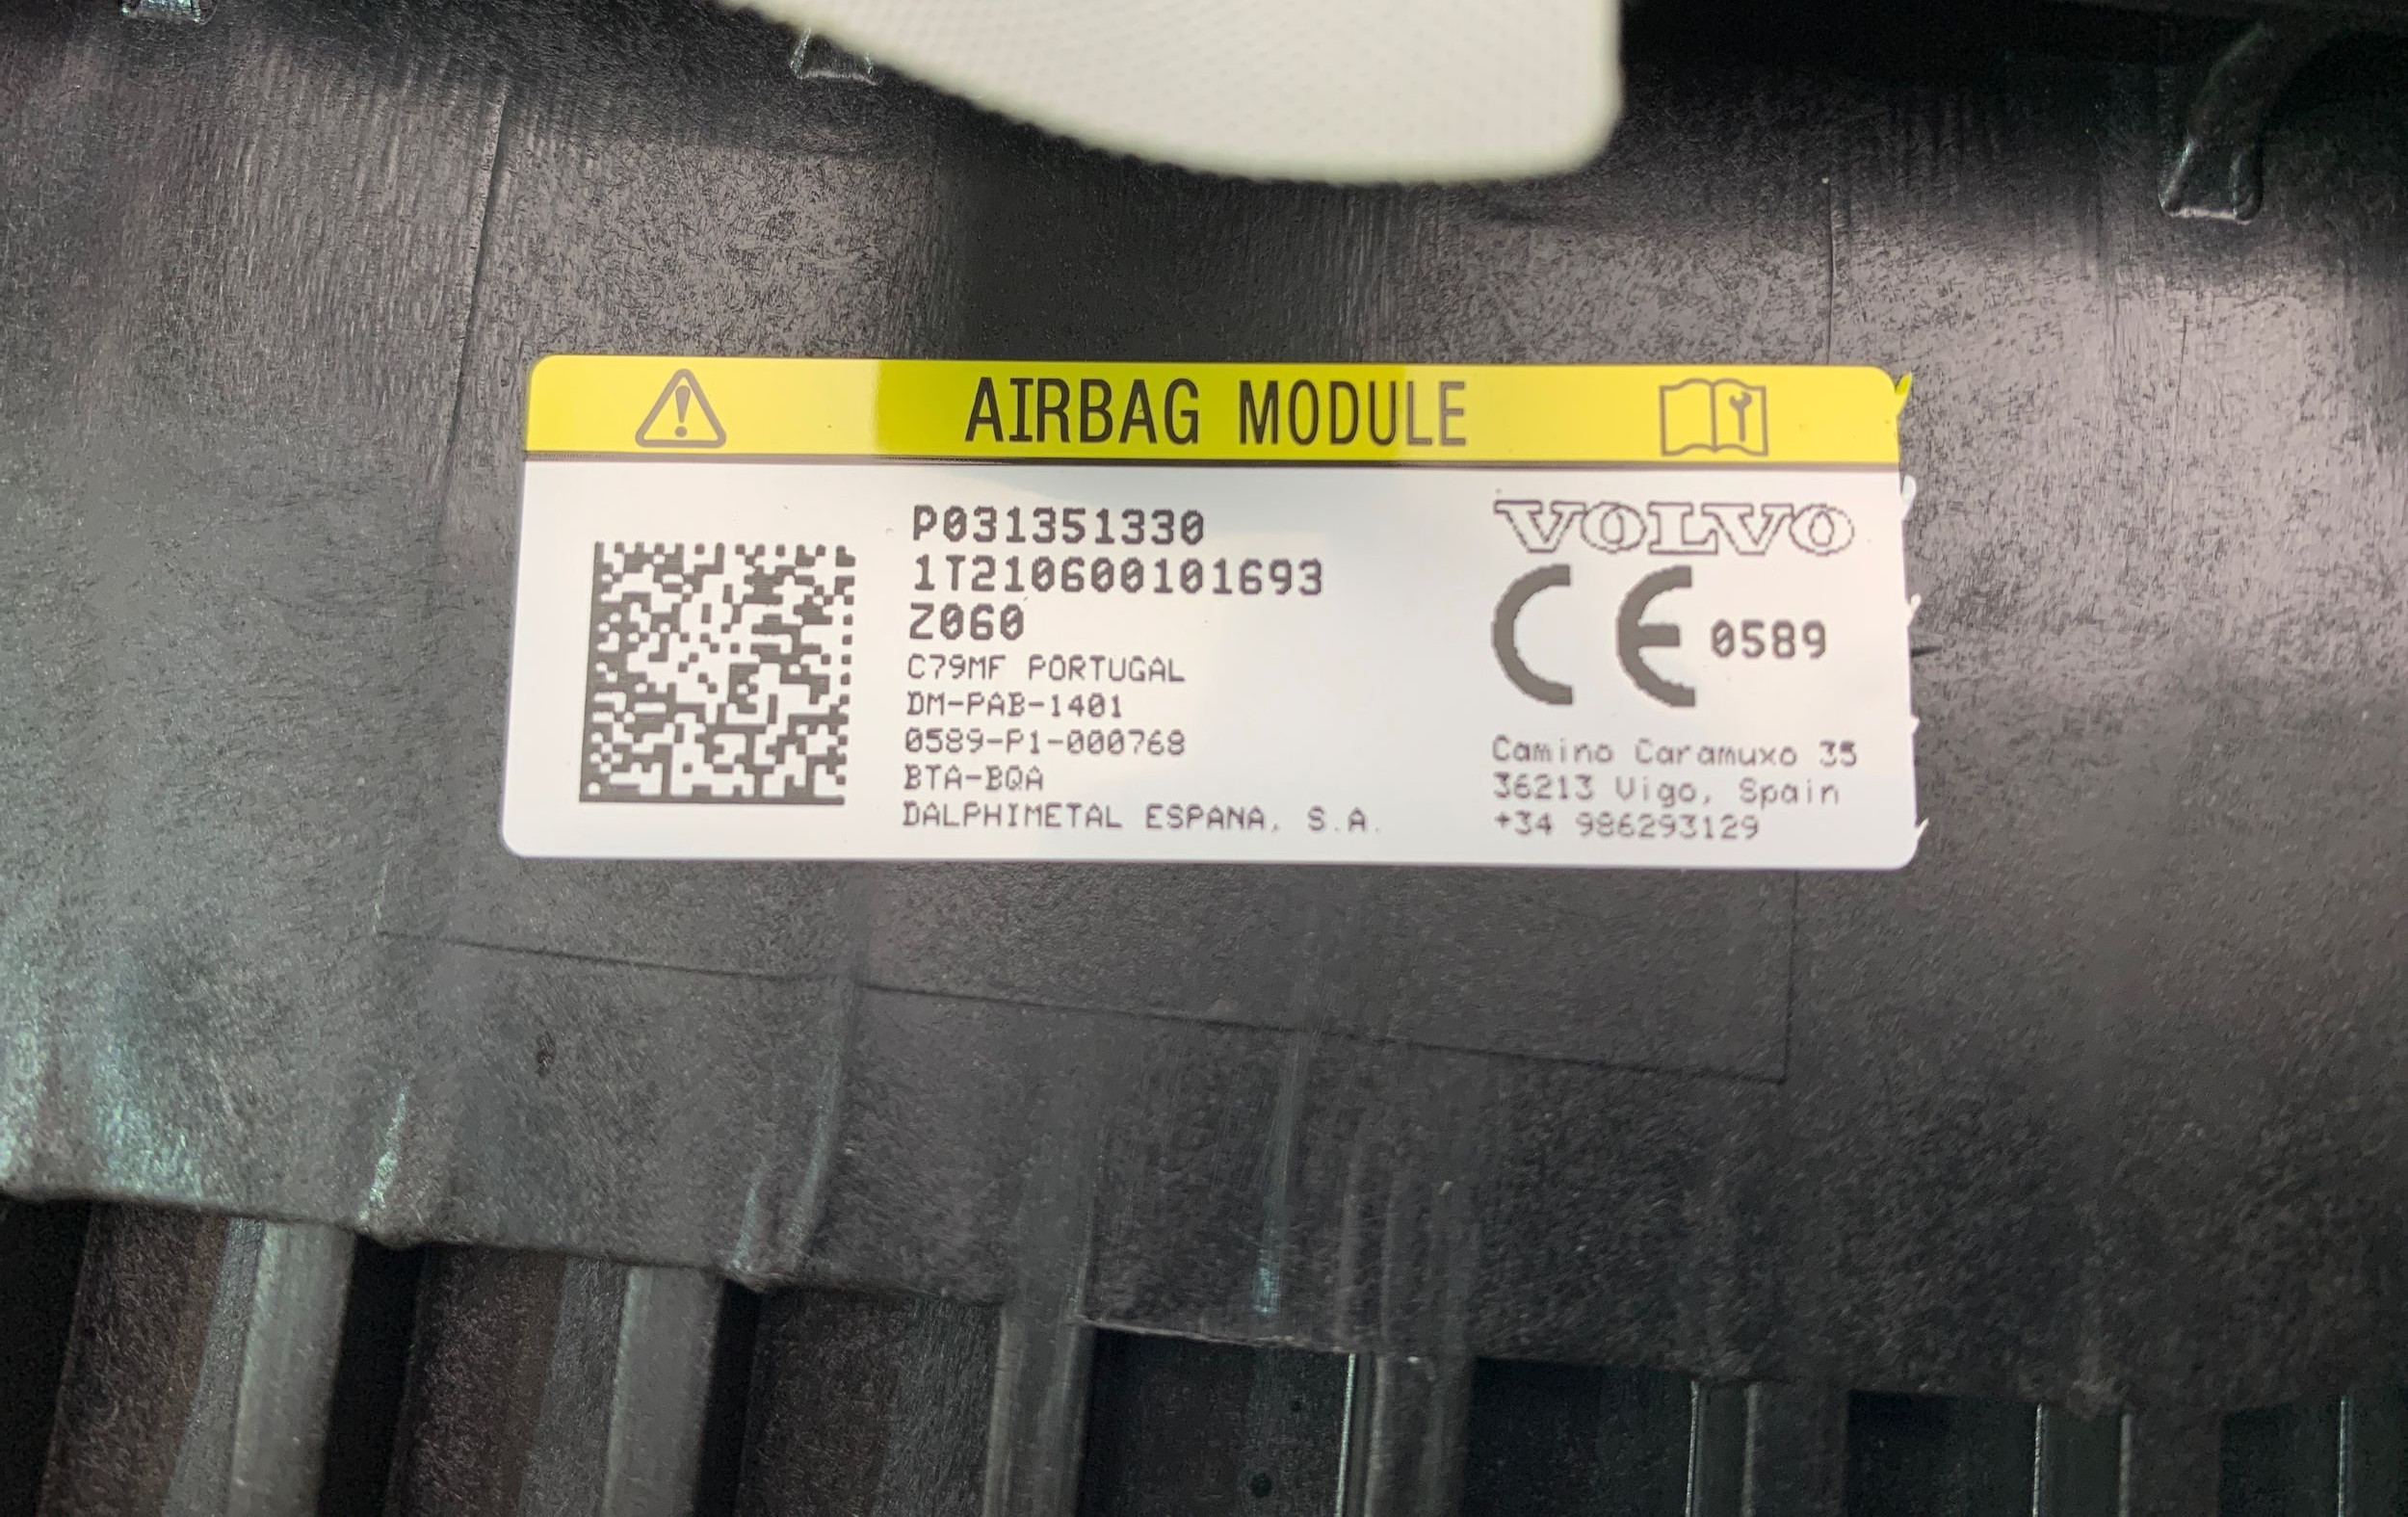 AIRBAG MODULE
P031351330
1T210600101693
Z060
C79MF PORTUGAL
DM-PAB-1401
0589-P1-000768
BTA-BQA
DALPHIMETAL ESPANA, S.A.
VOLVO
CE 0589
Camino Caramuxo 35
36213 Vigo, Spain
+34 986293129